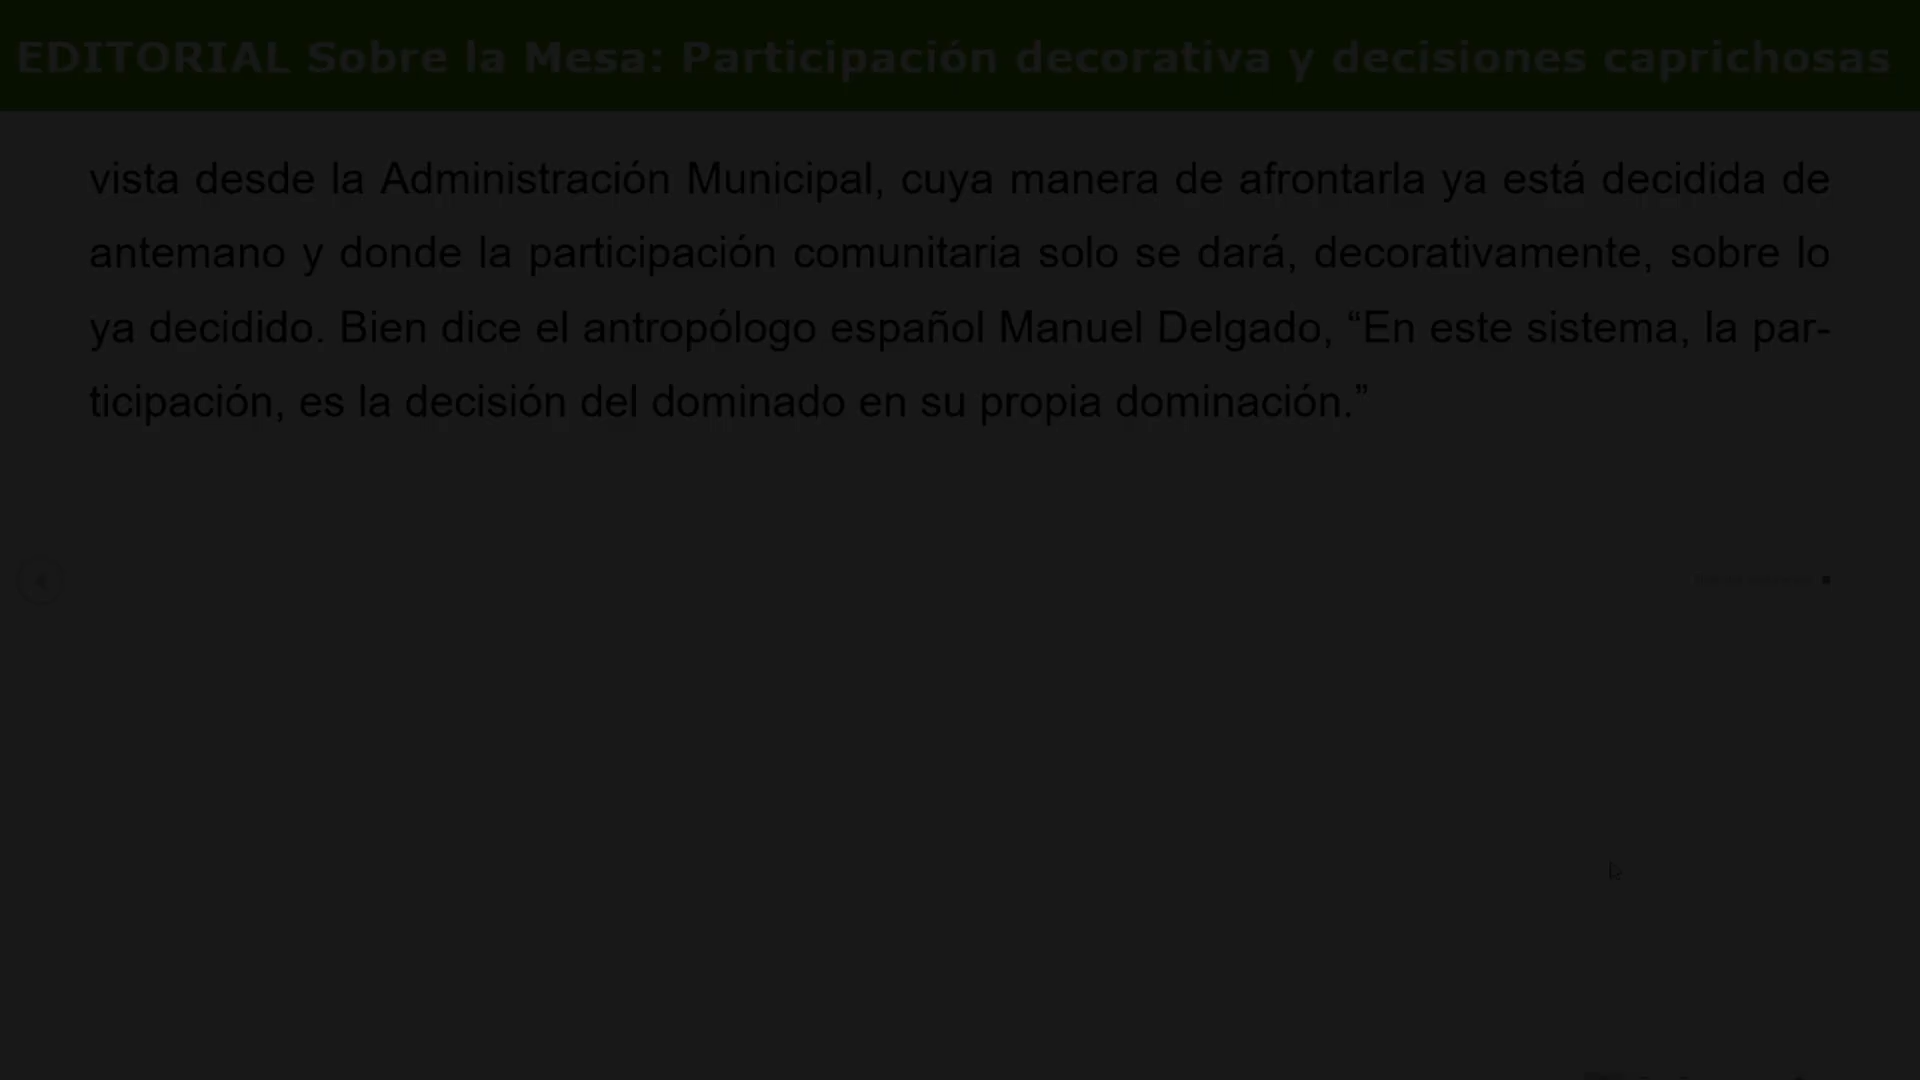 EDITORIAL Sobre la Mesa: Participación decorativa y decisiones caprichosas
vista desde la Administración Municipal, cuya manera de afrontarla ya está decidida de
antemano y donde la participación comunitaria solo se dará, decorativamente, sobre lo
ya decidido. Bien dice el antropólogo español Manuel Delgado, “En este sistema, la par-
ticipación, es la decisión del dominado en su propia dominación.”